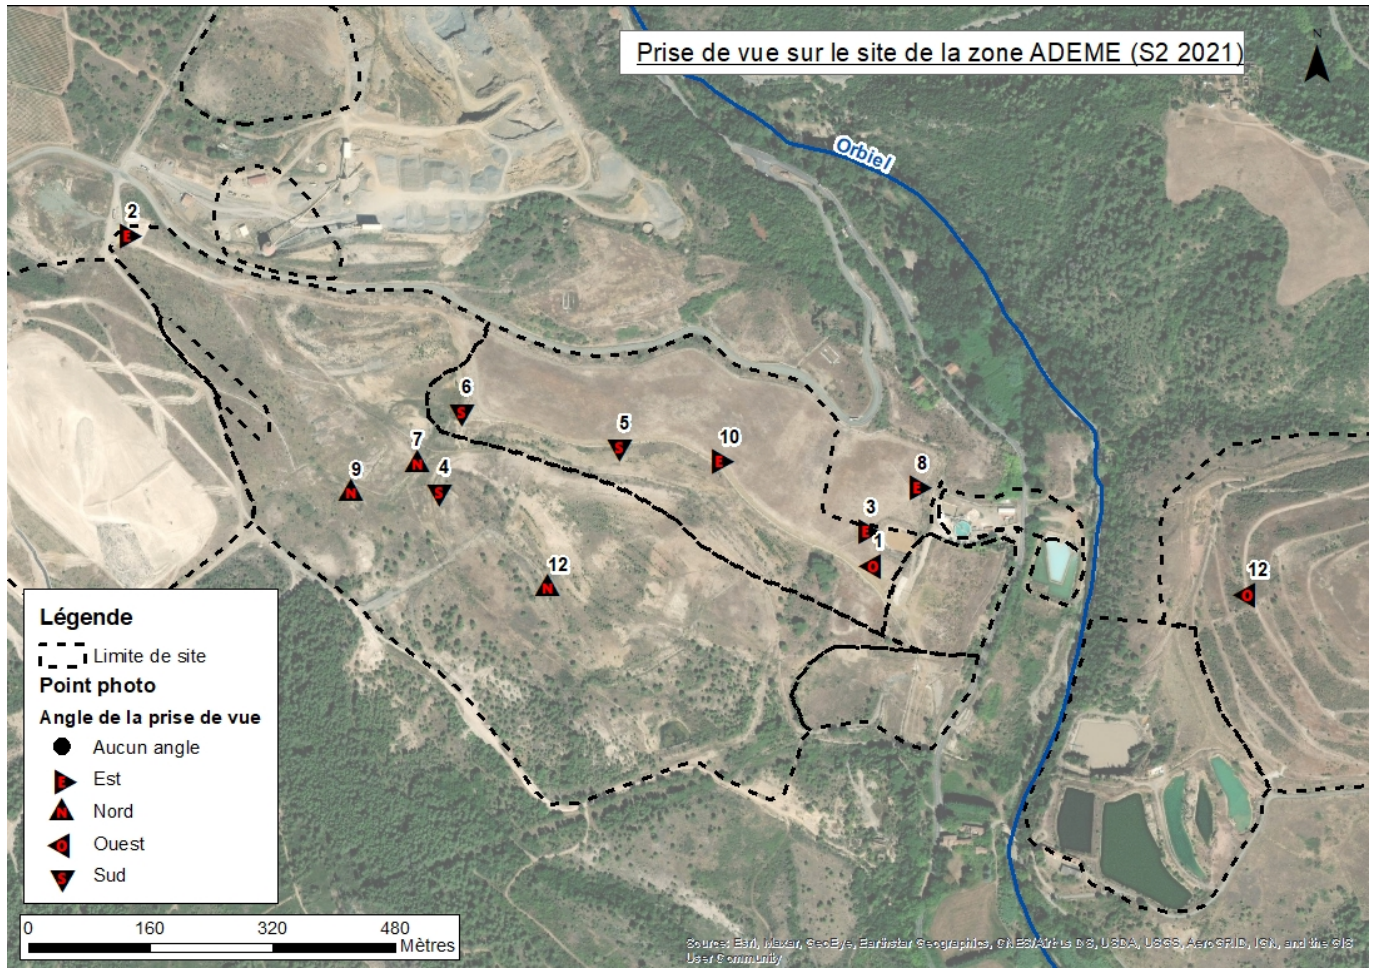 Prise de vue sur le site de la zone ADEME (S2 2021)
N
Orbiel
2
E
6
S
5
S
10
E
7
N
4
S
9
N
8
E
3
E
1
O
12
N
12
O
Légende
Limite de site
Point photo
Angle de la prise de vue
Aucun angle
E Est
N Nord
O Ouest
S Sud
0 160 320 480
Mètres
Source: Esri, Maxar, GeoEye, Earthstar Geographics, CNES/Airbus DS, USDA, USGS, AeroGRID, IGN, and the GIS
User Community